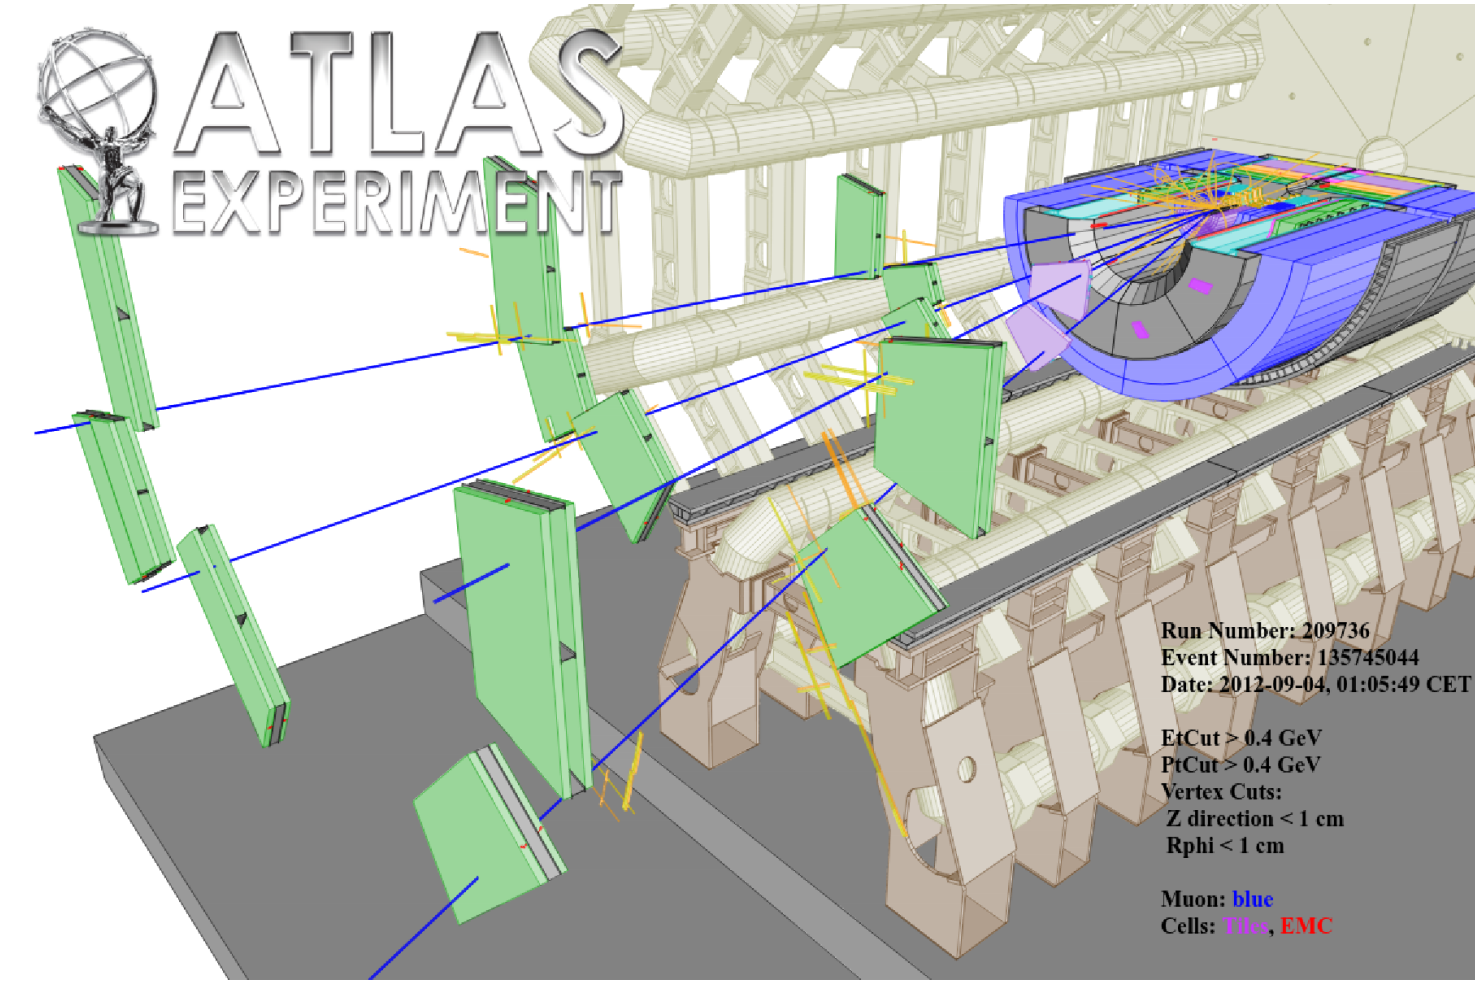 ATLAS
EXPERIMENT
Run Number: 209736
Event Number: 135745044
Date: 2012-09-04, 01:05:49 CET
EtCut > 0.4 GeV
PtCut > 0.4 GeV
Vertex Cuts:
Z direction < 1 cm
Rphi < 1 cm
Muon: blue
Cells: Tiles, EMC